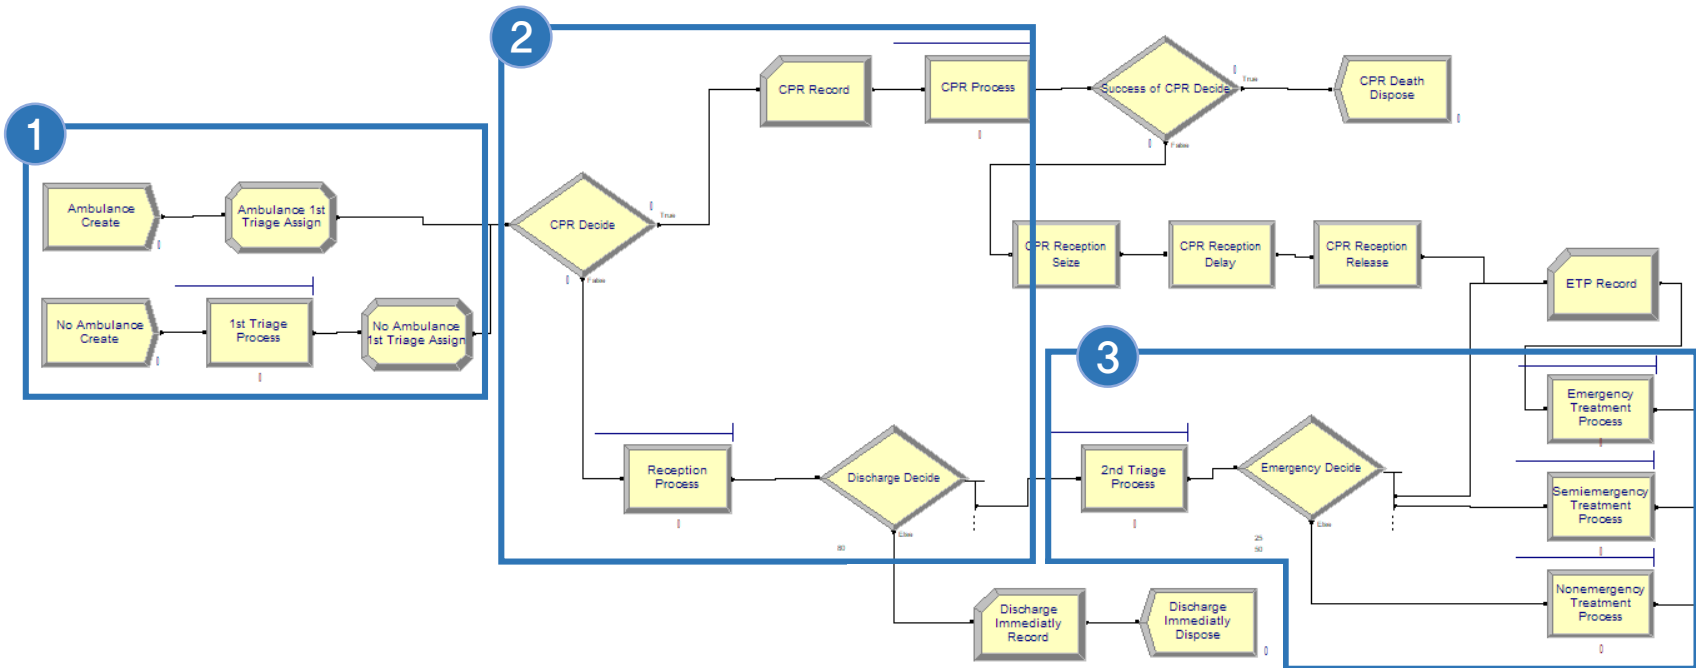 1
Ambulance
Create
Ambulance 1st
Triage Assign
No Ambulance
Create
1st Triage
Process
No Ambulance
1st Triage Assign
2
CPR Decide
True
False
CPR Record
CPR Process
Success of CPR Decide
True
False
CPR Death
Dispose
CPR Reception
Seize
CPR Reception
Delay
CPR Reception
Release
ETP Record
Reception
Process
Discharge Decide
Else
80
Discharge
Immediatly
Record
Discharge
Immediatly
Dispose
3
2nd Triage
Process
Emergency Decide
Else
25
50
Emergency
Treatment
Process
Semiemergency
Treatment
Process
Nonemergency
Treatment
Process